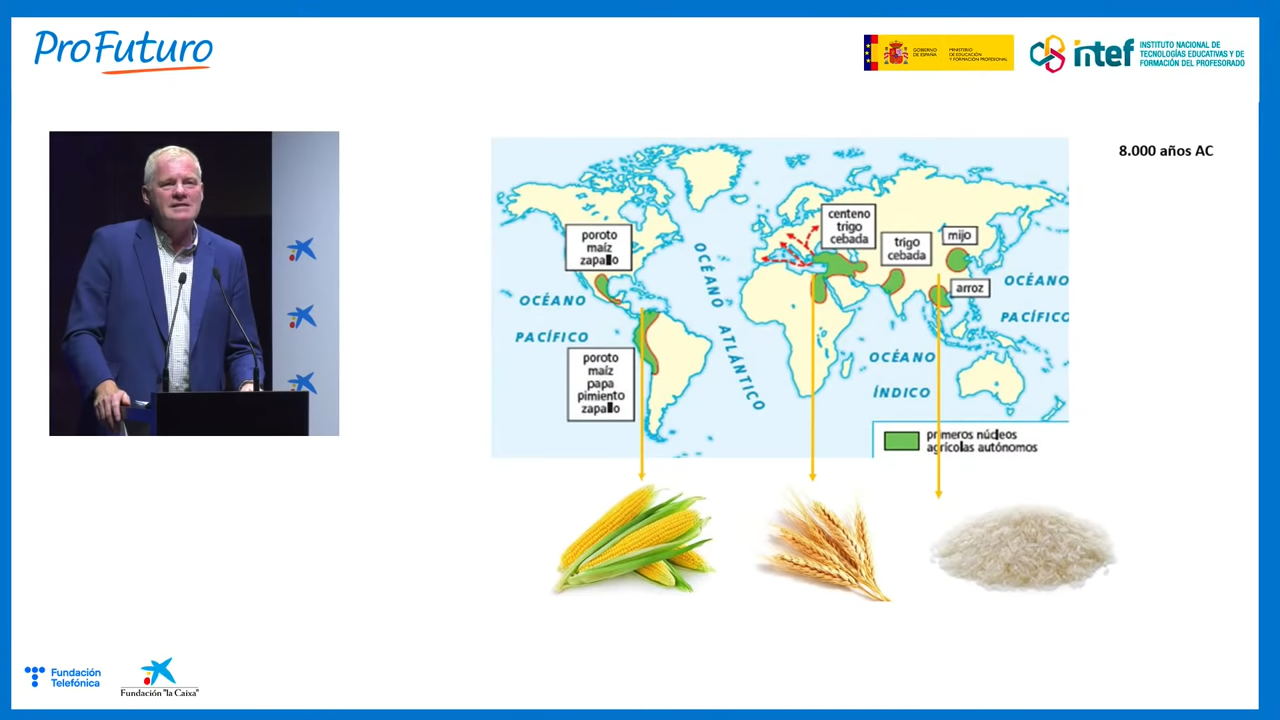 ProFuturo
GOBIERNO
DE ESPAÑA
MINISTERIO
DE EDUCACIÓN
Y FORMACIÓN PROFESIONAL
intef
INSTITUTO NACIONAL DE
TECNOLOGÍAS EDUCATIVAS Y DE
FORMACIÓN DEL PROFESORADO
8.000 años AC
poroto
maíz
zapallo
centeno
trigo
cebada
trigo
cebada
mijo
arroz
OCÉANO
PACÍFICO
OCÉANO ATLÁNTICO
OCÉANO
PACÍFICO
OCÉANO
ÍNDICO
poroto
maíz
papa
pimiento
zapallo
primeros núcleos
agrícolas autónomos
Fundación
Telefónica
Fundación "la Caixa"